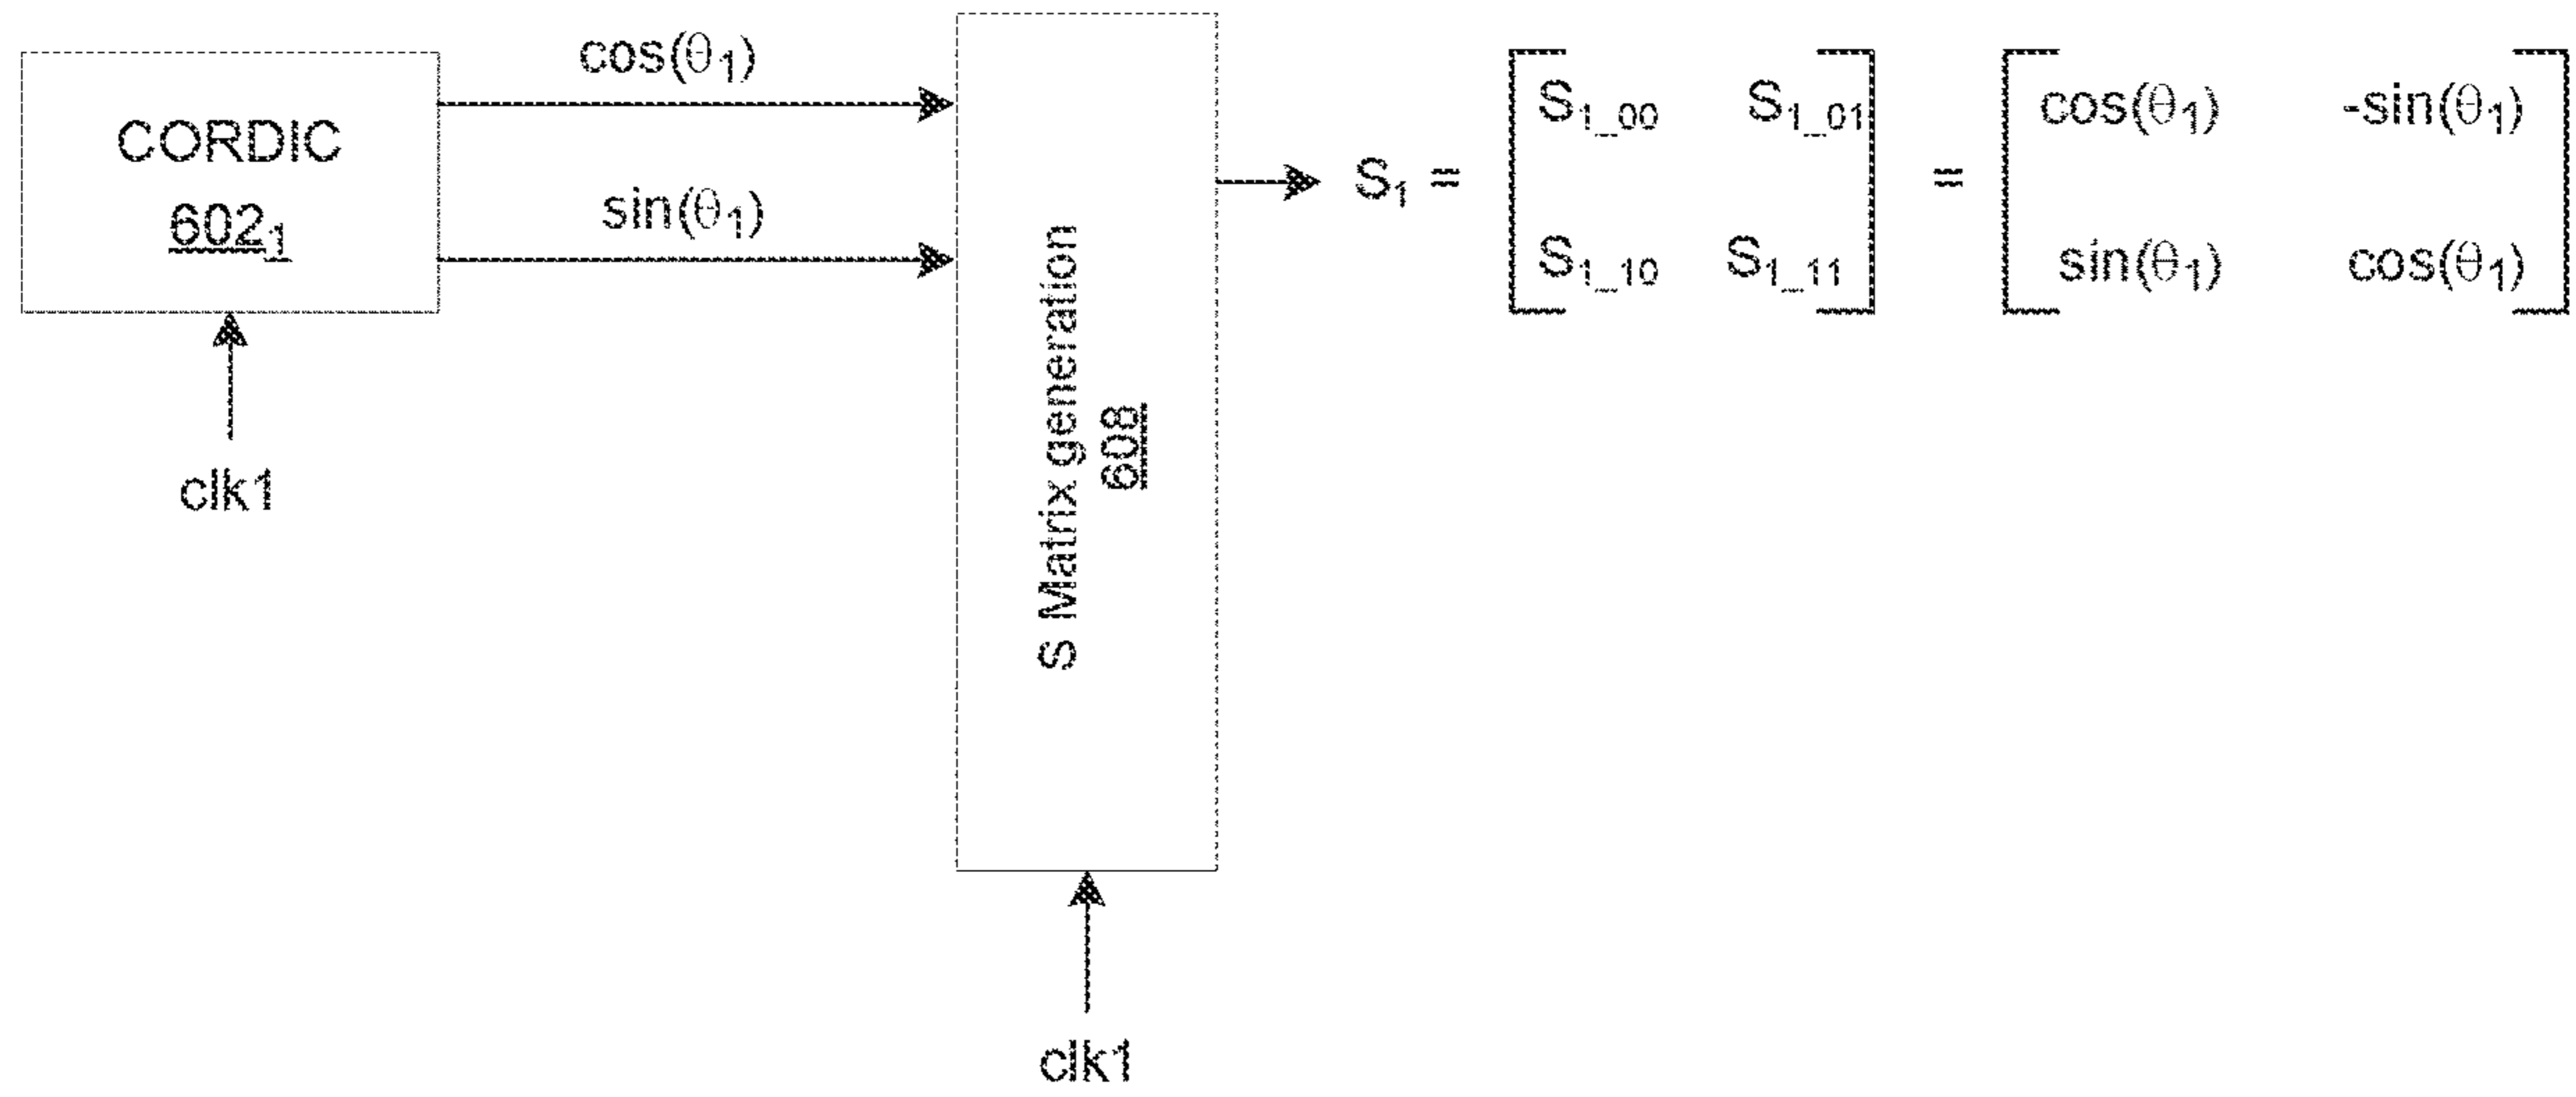 cos(θ₁)
CORDIC
602₁
sin(θ₁)
clk1
S Matrix generation
608
clk1
S₁ = [ S₁_₀₀ S₁_₀₁ = [ cos(θ₁) -sin(θ₁)
S₁_₁₀ S₁_₁₁ ] sin(θ₁) cos(θ₁) ]